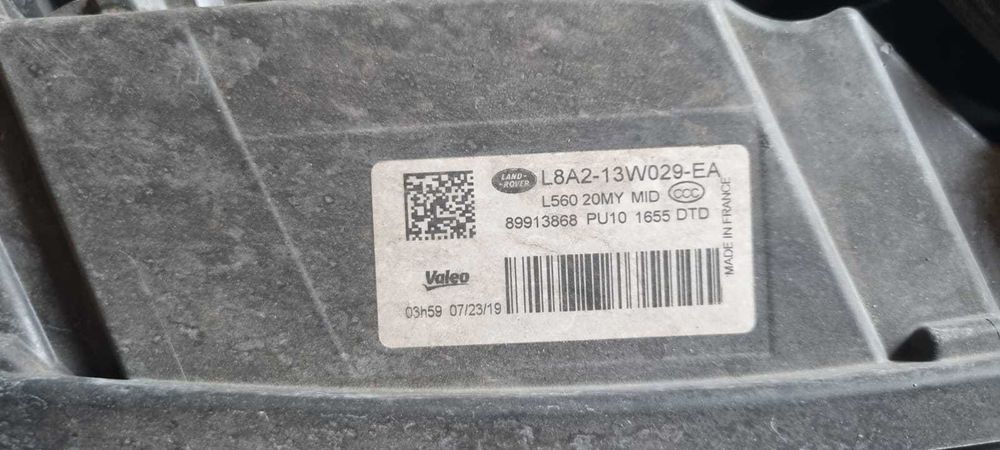 LAND-
-ROVER
L8A2-13W029-EA
L560 20MY MID CCC
89913868 PU10 1655 DTD
MADE IN FRANCE
Valeo
03h59 07/23/19